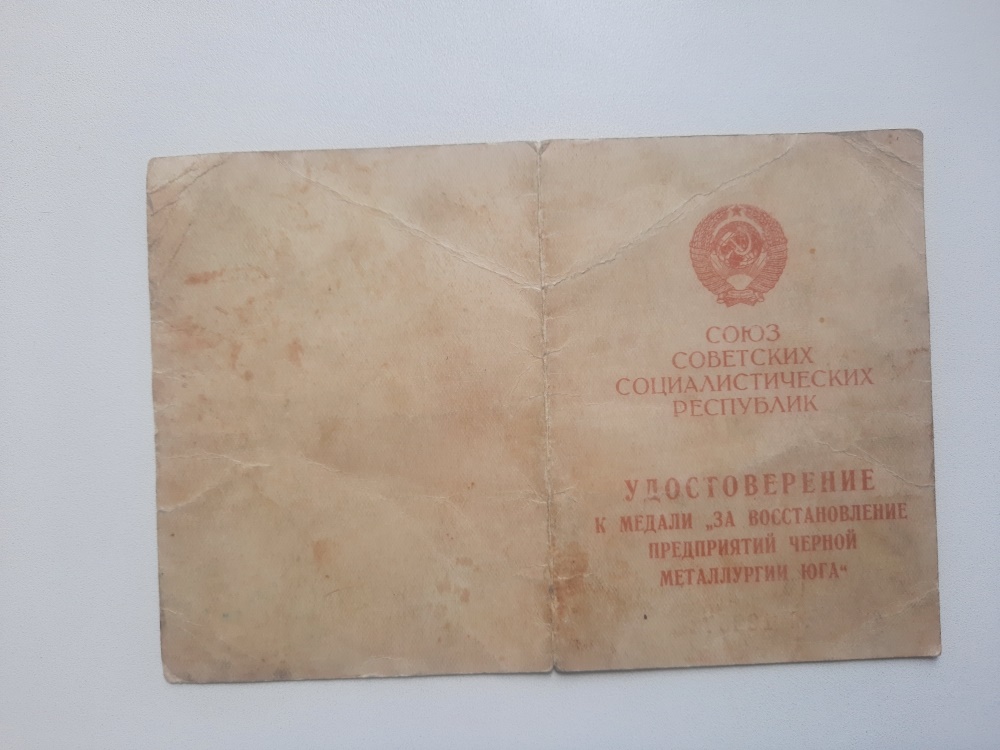 СОЮЗ
СОВЕТСКИХ
СОЦИАЛИСТИЧЕСКИХ
РЕСПУБЛИК
УДОСТОВЕРЕНИЕ
К МЕДАЛИ „ЗА ВОССТАНОВЛЕНИЕ
ПРЕДПРИЯТИЙ ЧЕРНОЙ
МЕТАЛЛУРГИИ ЮГА“